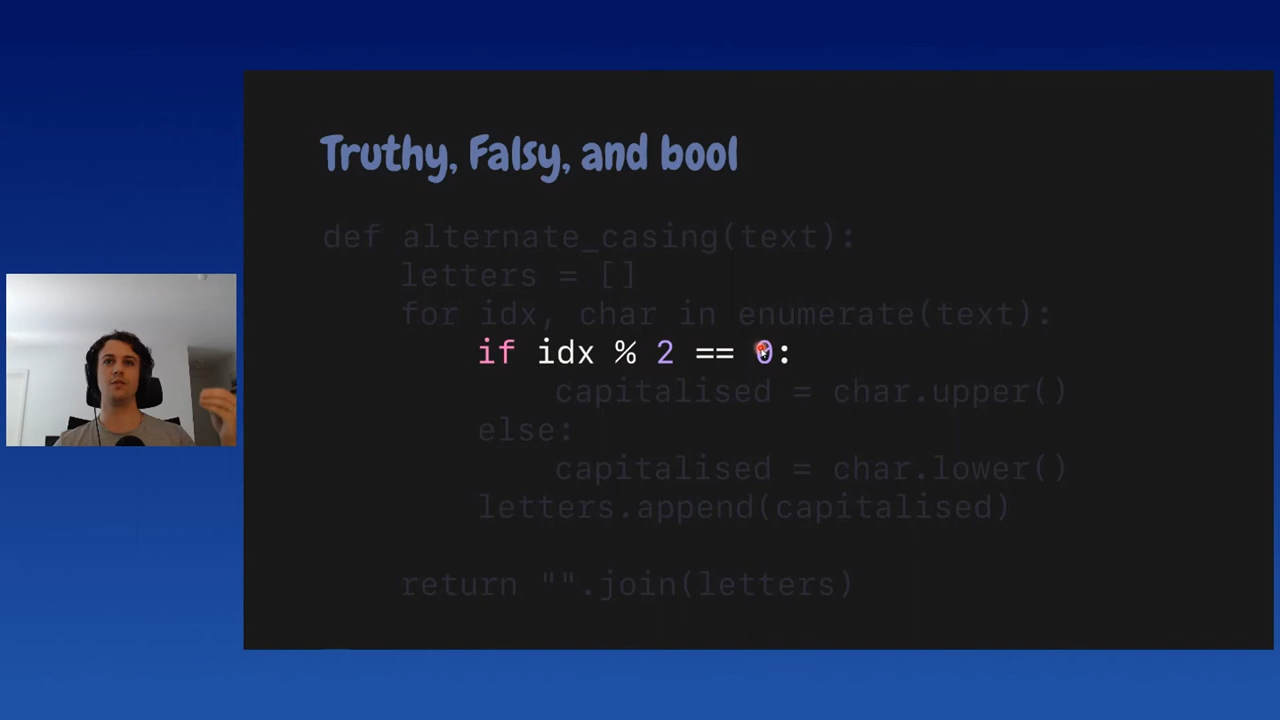 Truthy, Falsy, and bool
def alternate_casing(text):
    letters = []
    for idx, char in enumerate(text):
        if idx % 2 == 0:
            capitalised = char.upper()
        else:
            capitalised = char.lower()
        letters.append(capitalised)
    return "".join(letters)